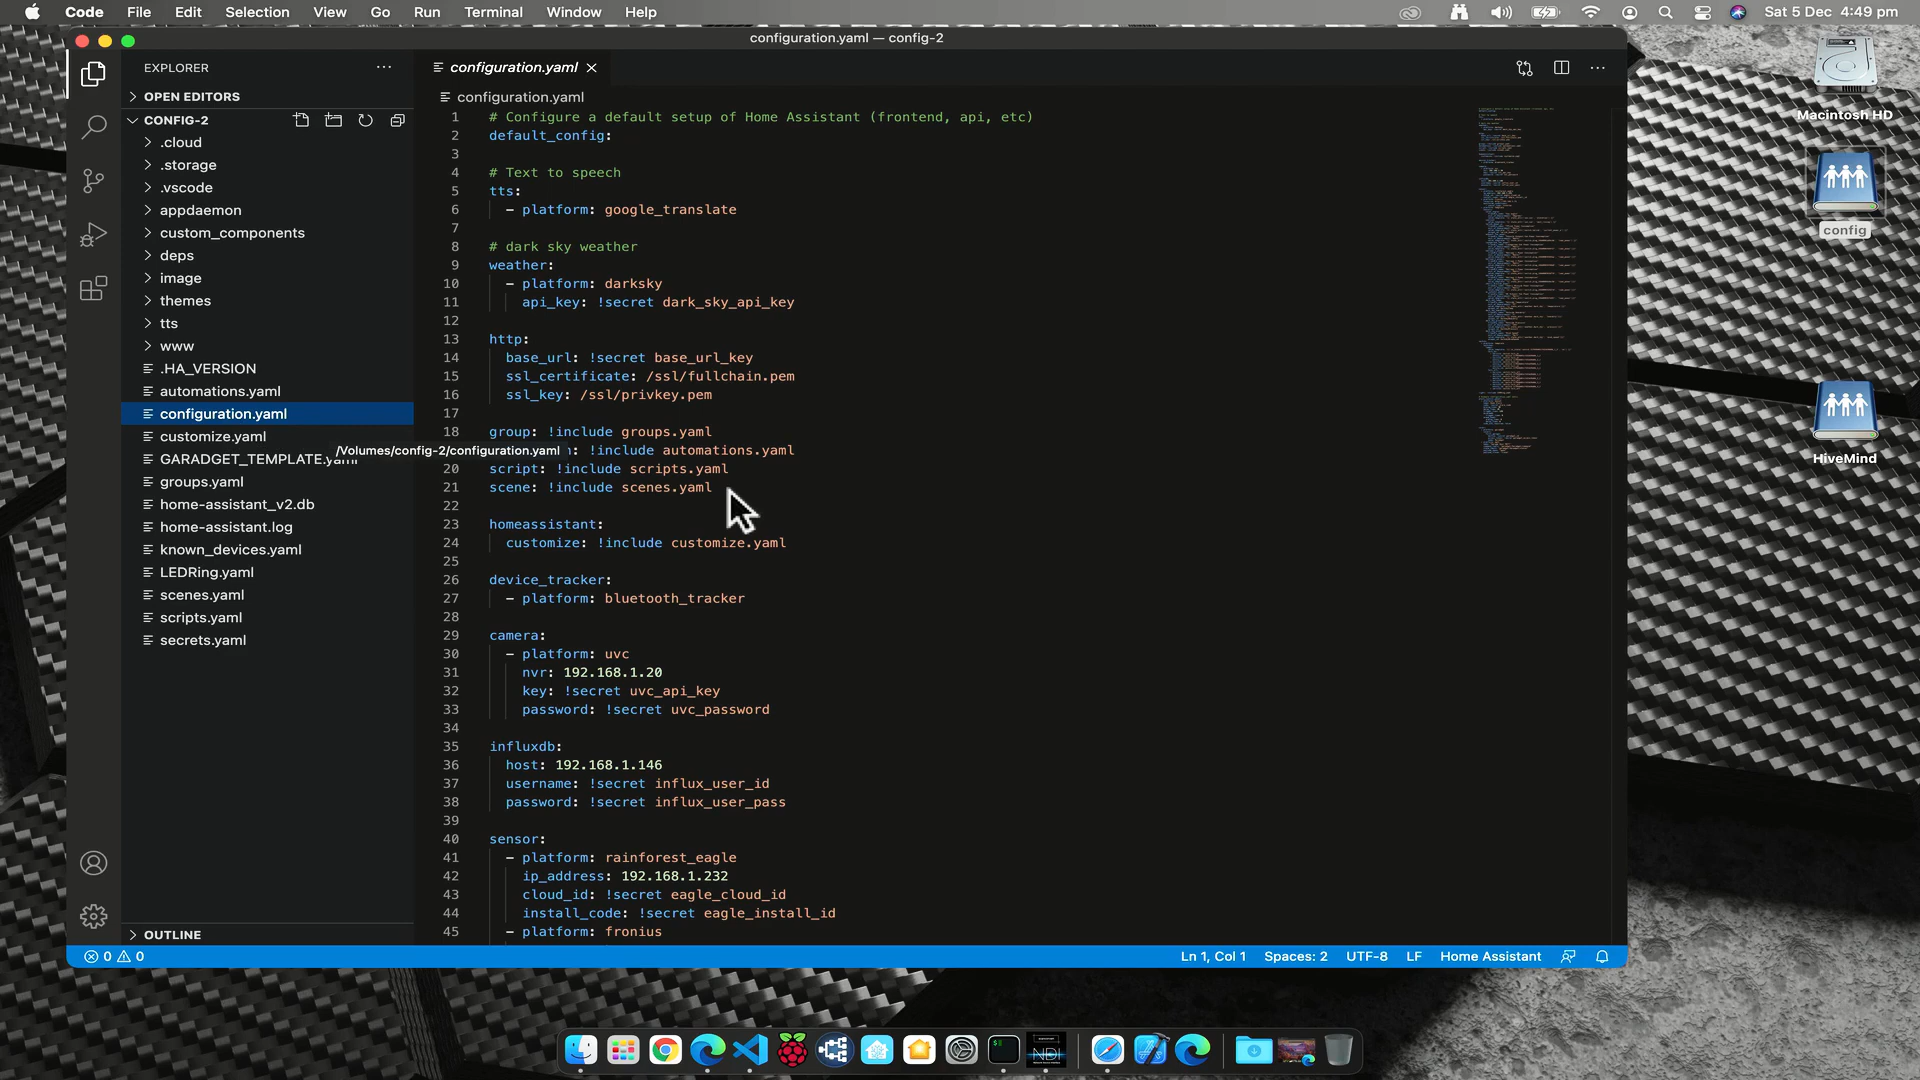 Code File Edit Selection View Go Run Terminal Window Help
Sat 5 Dec 4:49 pm
configuration.yaml — config-2
EXPLORER
OPEN EDITORS
CONFIG-2
.cloud
.storage
.vscode
appdaemon
custom_components
deps
image
themes
tts
www
.HA_VERSION
automations.yaml
configuration.yaml
customize.yaml
GARADGET_TEMPLATE.yaml
groups.yaml
home-assistant_v2.db
home-assistant.log
known_devices.yaml
LEDRing.yaml
scenes.yaml
scripts.yaml
secrets.yaml
OUTLINE
/Volumes/config-2/configuration.yaml
configuration.yaml
configuration.yaml
1 # Configure a default setup of Home Assistant (frontend, api, etc)
2 default_config:
3
4 # Text to speech
5 tts:
6 - platform: google_translate
7
8 # dark sky weather
9 weather:
10 - platform: darksky
11 api_key: !secret dark_sky_api_key
12
13 http:
14 base_url: !secret base_url_key
15 ssl_certificate: /ssl/fullchain.pem
16 ssl_key: /ssl/privkey.pem
17
18 group: !include groups.yaml
n: !include automations.yaml
20 script: !include scripts.yaml
21 scene: !include scenes.yaml
22
23 homeassistant:
24 customize: !include customize.yaml
25
26 device_tracker:
27 - platform: bluetooth_tracker
28
29 camera:
30 - platform: uvc
31 nvr: 192.168.1.20
32 key: !secret uvc_api_key
33 password: !secret uvc_password
34
35 influxdb:
36 host: 192.168.1.146
37 username: !secret influx_user_id
38 password: !secret influx_user_pass
39
40 sensor:
41 - platform: rainforest_eagle
42 ip_address: 192.168.1.232
43 cloud_id: !secret eagle_cloud_id
44 install_code: !secret eagle_install_id
45 - platform: fronius
0 0
Ln 1, Col 1 Spaces: 2 UTF-8 LF Home Assistant
Macintosh HD
config
HiveMind
NDI